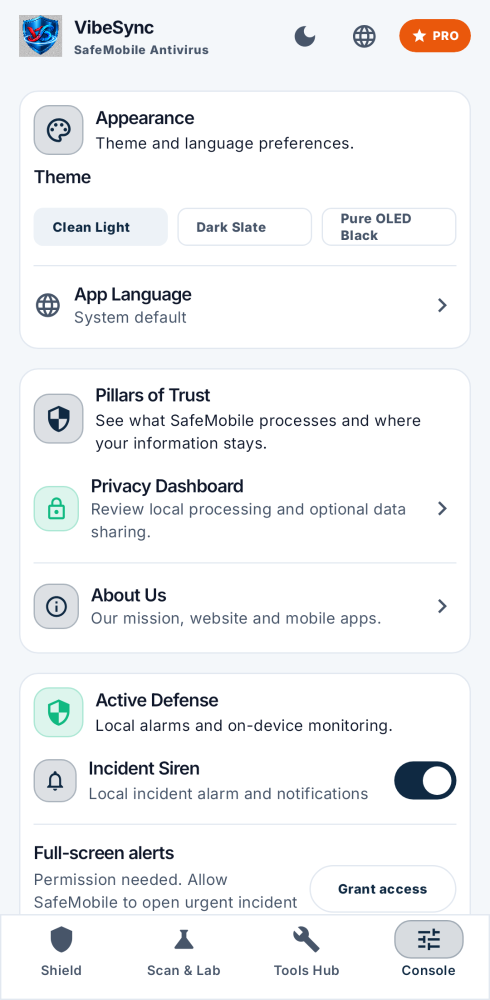 VibeSync
SafeMobile Antivirus
PRO
Appearance
Theme and language preferences.
Theme
Clean Light
Dark Slate
Pure OLED
Black
App Language
System default
Pillars of Trust
See what SafeMobile processes and where
your information stays.
Privacy Dashboard
Review local processing and optional data
sharing.
About Us
Our mission, website and mobile apps.
Active Defense
Local alarms and on-device monitoring.
Incident Siren
Local incident alarm and notifications
Full-screen alerts
Permission needed. Allow
SafeMobile to open urgent incident
Grant access
Shield
Scan & Lab
Tools Hub
Console